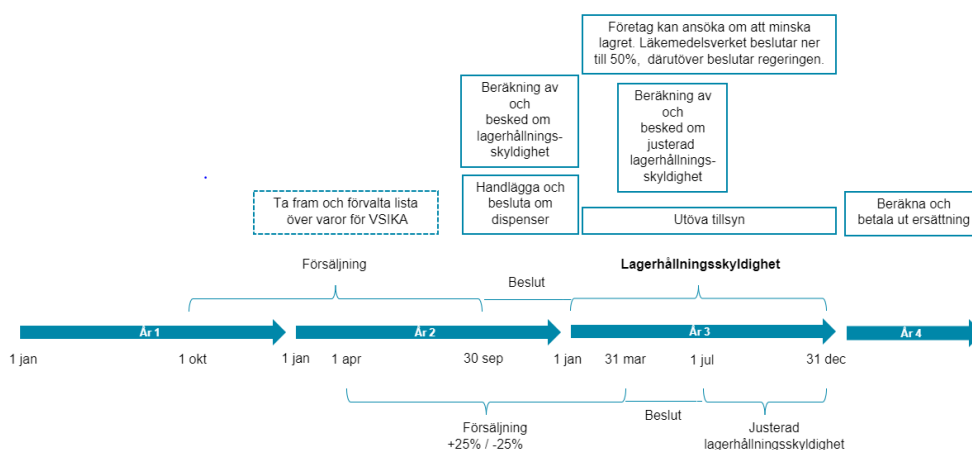 Företag kan ansöka om att minska
lagret. Läkemedelsverket beslutar ner
till 50%, därutöver beslutar regeringen.
Beräkning av
och
besked om
lagerhållnings-
skyldighet
Beräkning av
och
besked om
justerad
lagerhållnings-
skyldighet
Ta fram och förvalta lista
över varor för VSIKA
Handlägga och
besluta om
dispenser
Utöva tillsyn
Beräkna och
betala ut ersättning
Försäljning
Beslut
Lagerhållningsskyldighet
År 1
År 2
År 3
År 4
1 jan
1 okt
1 jan
1 apr
30 sep
1 jan
31 mar
1 jul
31 dec
Försäljning
+25% / -25%
Beslut
Justerad
lagerhållningsskyldighet